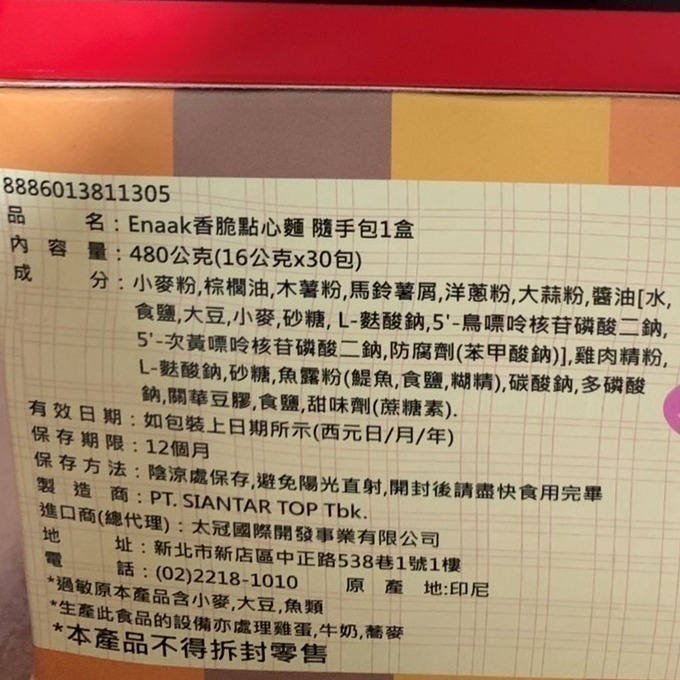 8886013811305
品名：Enaak香脆點心麵 隨手包1盒
內容量：480公克(16公克x30包)
成分：小麥粉,棕櫚油,木薯粉,馬鈴薯屑,洋蔥粉,大蒜粉,醬油[水,
食鹽,大豆,小麥,砂糖, L-麩酸鈉,5'-鳥嘌呤核苷磷酸二鈉,
5'-次黃嘌呤核苷磷酸二鈉,防腐劑(苯甲酸鈉)],雞肉精粉,
L-麩酸鈉,砂糖,魚露粉(鯷魚,食鹽,糊精),碳酸鈉,多磷酸
鈉,關華豆膠,食鹽,甜味劑(蔗糖素).
有效日期：如包裝上日期所示(西元日/月/年)
保存期限：12個月
保存方法：陰涼處保存,避免陽光直射,開封後請盡快食用完畢
製造商：PT. SIANTAR TOP Tbk.
進口商(總代理)：太冠國際開發事業有限公司
地址：新北市新店區中正路538巷1號1樓
電話：(02)2218-1010 原產地:印尼
*過敏原本產品含小麥,大豆,魚類
*生產此食品的設備亦處理雞蛋,牛奶,蕎麥
*本產品不得拆封零售